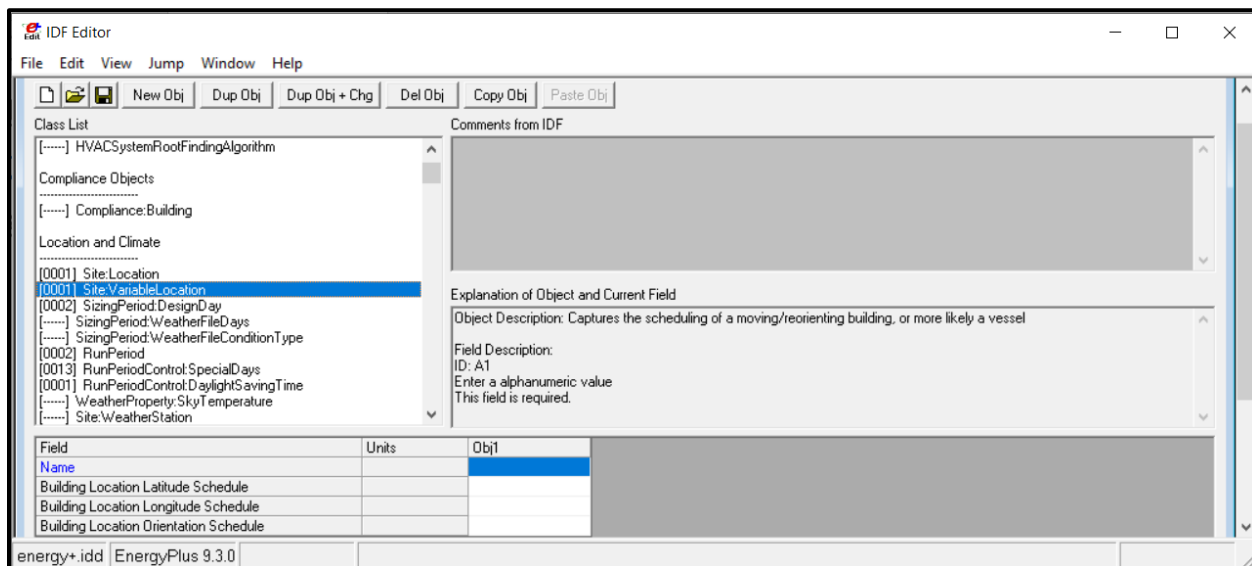 IDF Editor
File Edit View Jump Window Help
New Obj Dup Obj Dup Obj + Chg Del Obj Copy Obj Paste Obj
Class List
[------] HVACSystemRootFindingAlgorithm
Compliance Objects
----------------------------
[------] Compliance:Building
Location and Climate
----------------------------
[0001] Site:Location
[0001] Site:VariableLocation
[0002] SizingPeriod:DesignDay
[------] SizingPeriod:WeatherFileDays
[------] SizingPeriod:WeatherFileConditionType
[0002] RunPeriod
[0013] RunPeriodControl:SpecialDays
[0001] RunPeriodControl:DaylightSavingTime
[------] WeatherProperty:SkyTemperature
[------] Site:WeatherStation
Comments from IDF
Explanation of Object and Current Field
Object Description: Captures the scheduling of a moving/reorienting building, or more likely a vessel
Field Description:
ID: A1
Enter a alphanumeric value
This field is required.
Field Units Obj1
Name
Building Location Latitude Schedule
Building Location Longitude Schedule
Building Location Orientation Schedule
energy+.idd EnergyPlus 9.3.0